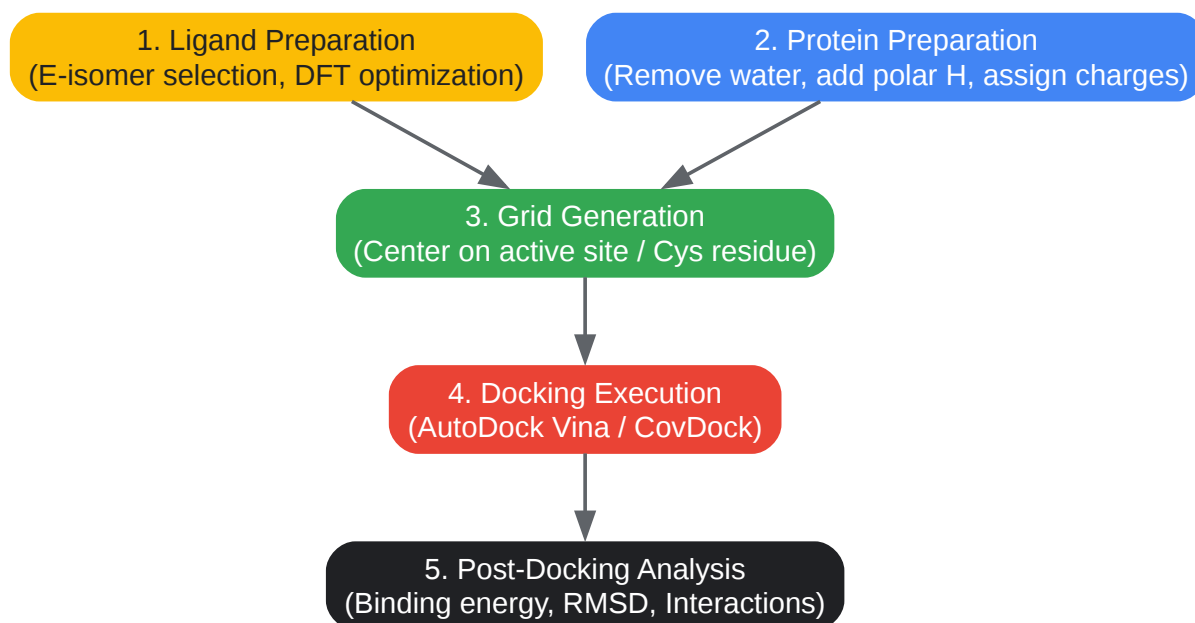 1. Ligand Preparation
(E-isomer selection, DFT optimization)
2. Protein Preparation
(Remove water, add polar H, assign charges)
3. Grid Generation
(Center on active site / Cys residue)
4. Docking Execution
(AutoDock Vina / CovDock)
5. Post-Docking Analysis
(Binding energy, RMSD, Interactions)